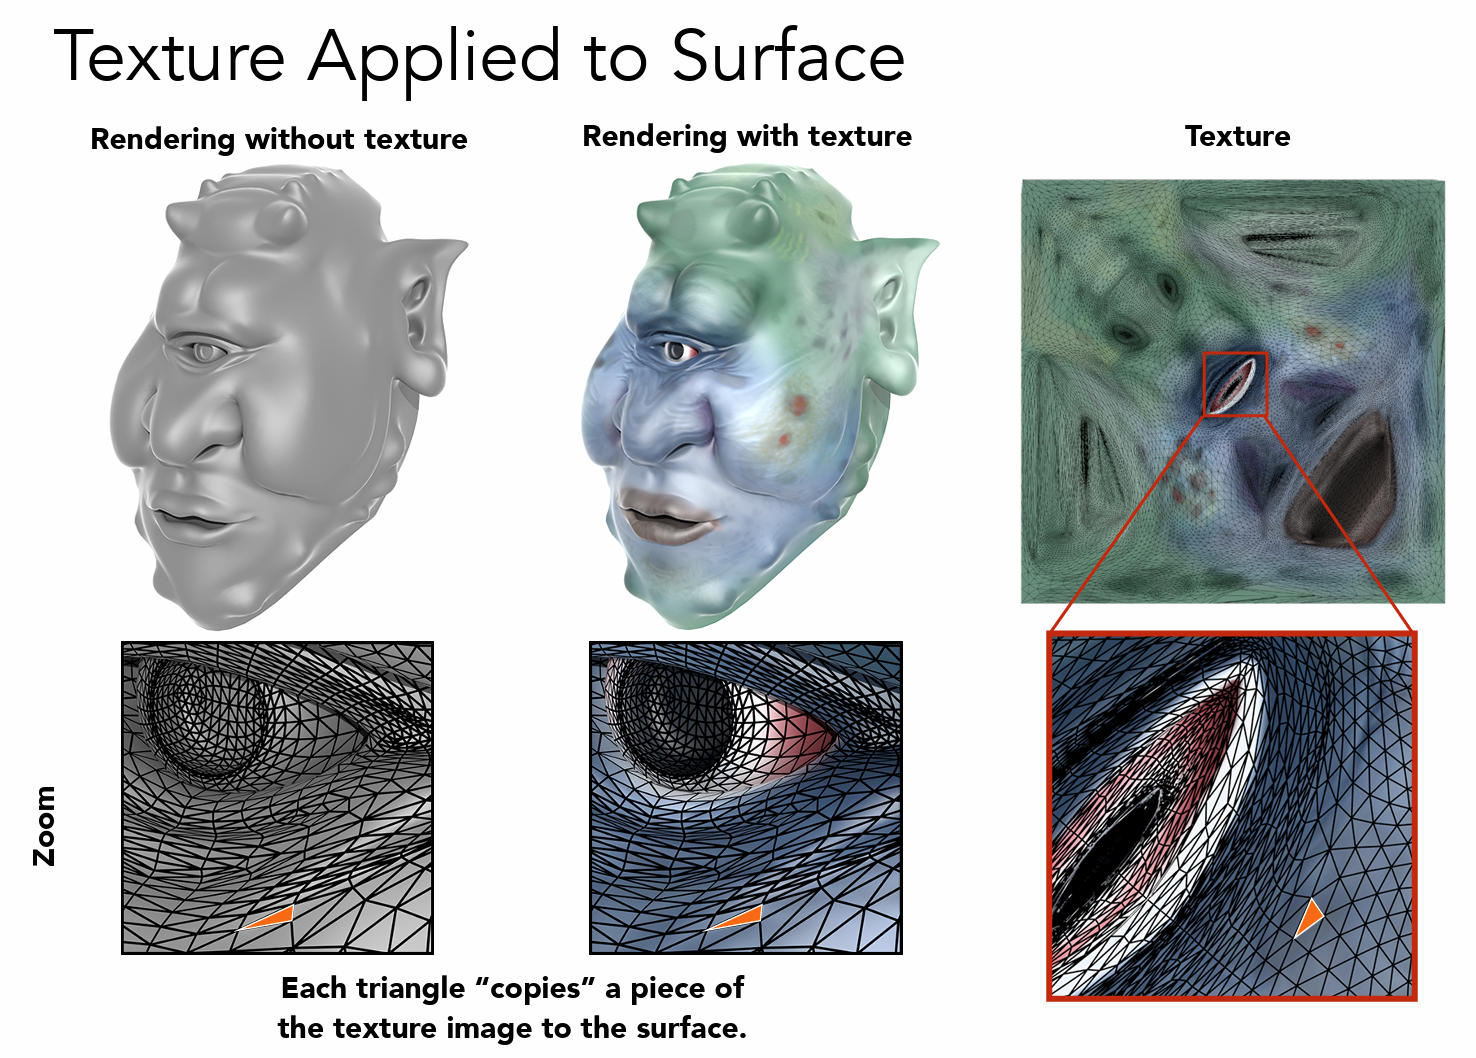 Texture Applied to Surface
Rendering without texture
Rendering with texture
Texture
Zoom
Each triangle “copies” a piece of
the texture image to the surface.